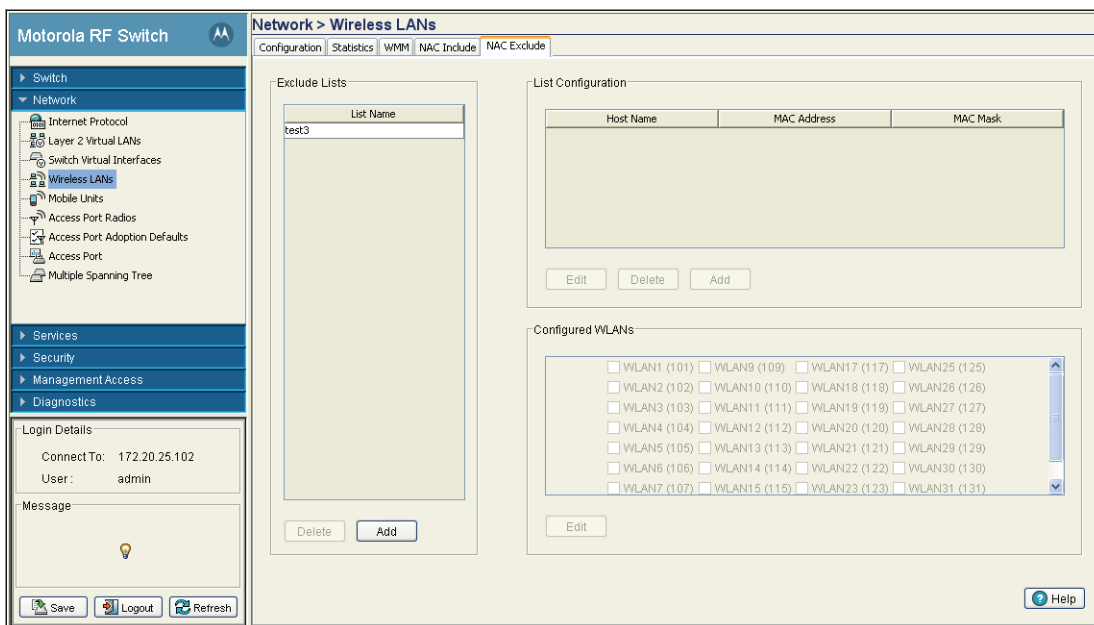 Motorola RF Switch
Switch
Network
Internet Protocol
Layer 2 Virtual LANs
Switch Virtual Interfaces
Wireless LANs
Mobile Units
Access Port Radios
Access Port Adoption Defaults
Access Port
Multiple Spanning Tree
Services
Security
Management Access
Diagnostics
Login Details
Connect To: 172.20.25.102
User : admin
Message
Save Logout Refresh
Network > Wireless LANs
Configuration Statistics WMM NAC Include NAC Exclude
Exclude Lists
List Name
test3
Delete Add
List Configuration
Host Name MAC Address MAC Mask
Edit Delete Add
Configured WLANs
WLAN1 (101) WLAN9 (109) WLAN17 (117) WLAN25 (125)
WLAN2 (102) WLAN10 (110) WLAN18 (118) WLAN26 (126)
WLAN3 (103) WLAN11 (111) WLAN19 (119) WLAN27 (127)
WLAN4 (104) WLAN12 (112) WLAN20 (120) WLAN28 (128)
WLAN5 (105) WLAN13 (113) WLAN21 (121) WLAN29 (129)
WLAN6 (106) WLAN14 (114) WLAN22 (122) WLAN30 (130)
WLAN7 (107) WLAN15 (115) WLAN23 (123) WLAN31 (131)
Edit
Help